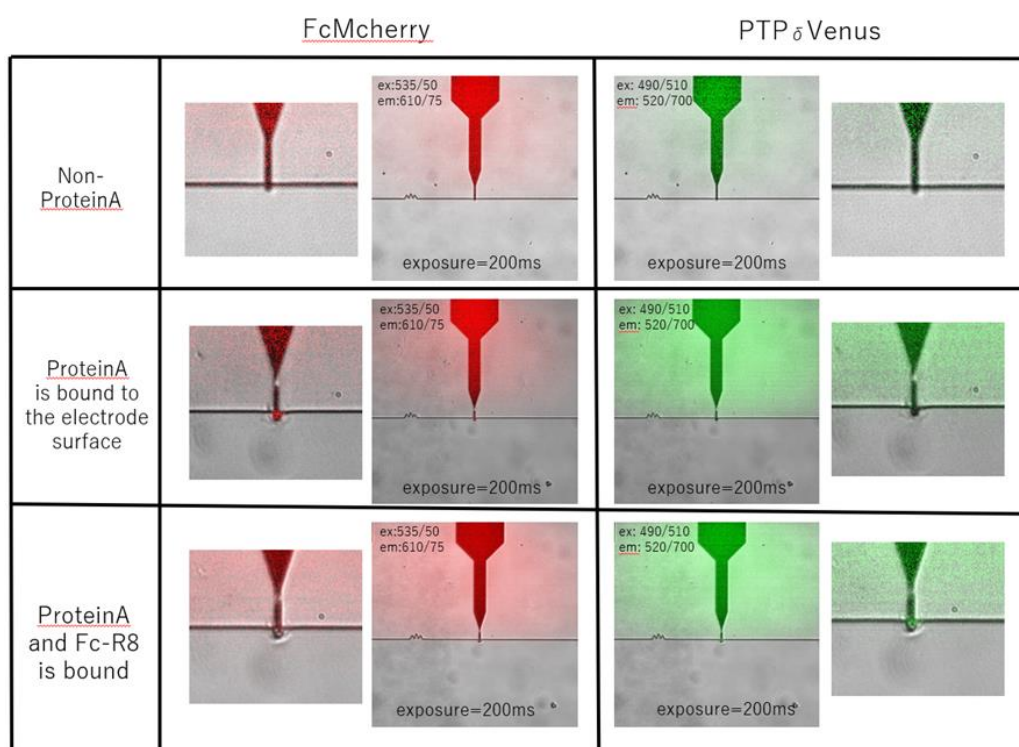 FcMcherry
PTPδVenus
Non-
ProteinA
ex:535/50
em:610/75
exposure=200ms
ex: 490/510
em: 520/700
exposure=200ms
ProteinA
is bound to
the electrode
surface
ex:535/50
em:610/75
exposure=200ms
ex: 490/510
em: 520/700
exposure=200ms
ProteinA
and Fc-R8
is bound
ex:535/50
em:610/75
exposure=200ms
ex: 490/510
em: 520/700
exposure=200ms